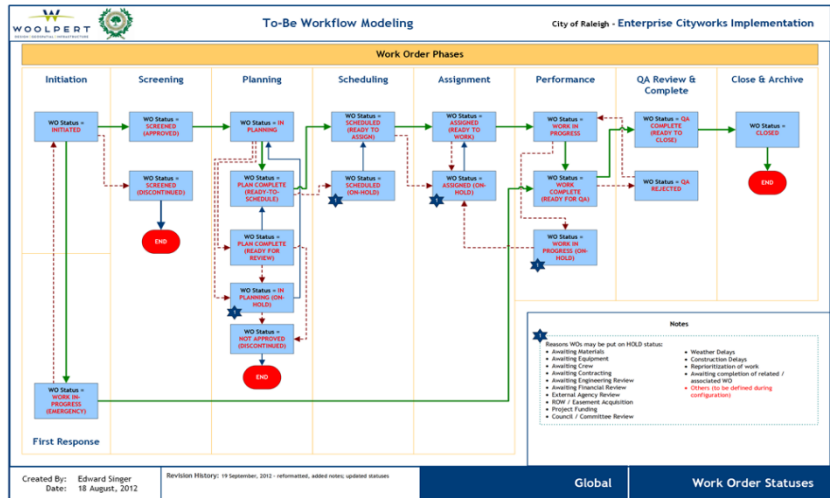 WOOLPERT
DESIGN | GEOSPATIAL | INFRASTRUCTURE
To-Be Workflow Modeling
City of Raleigh - Enterprise Cityworks Implementation
Work Order Phases
Initiation
Screening
Planning
Scheduling
Assignment
Performance
QA Review &
Complete
Close & Archive
WO Status =
INITIATED
WO Status =
SCREENED
(APPROVED)
WO Status = IN
PLANNING
WO Status =
SCHEDULED
(READY TO
ASSIGN)
WO Status =
ASSIGNED
(READY TO
WORK)
WO Status =
WORK IN
PROGRESS
WO Status = QA
COMPLETE
(READY TO
CLOSE)
WO Status =
CLOSED
WO Status =
SCREENED
(DISCONTINUED)
WO Status =
PLAN COMPLETE
(READY-TO-
SCHEDULE)
WO Status =
SCHEDULED
(ON-HOLD)
WO Status =
ASSIGNED (ON-
HOLD)
WO Status =
WORK
COMPLETE
(READY FOR QA)
WO Status = QA
REJECTED
END
END
WO Status =
PLAN COMPLETE
(READY FOR
REVIEW)
WO Status =
WORK IN
PROGRESS (ON-
HOLD)
WO Status = IN
PLANNING (ON-
HOLD)
WO Status =
NOT APPROVED
(DISCONTINUED)
END
WO Status =
WORK IN-
PROGRESS
(EMERGENCY)
First Response
Notes
Reasons WOs may be put on HOLD status:
• Awaiting Materials
• Awaiting Equipment
• Awaiting Crew
• Awaiting Contracting
• Awaiting Engineering Review
• Awaiting Financial Review
• External Agency Review
• ROW / Easement Acquisition
• Project Funding
• Council / Committee Review
• Weather Delays
• Construction Delays
• Reprioritization of work
• Awaiting completion of related /
associated WO
• Others (to be defined during
configuration)
Created By: Edward Singer
Date: 18 August, 2012
Revision History: 19 September, 2012 - reformatted, added notes; updated statuses
Global
Work Order Statuses